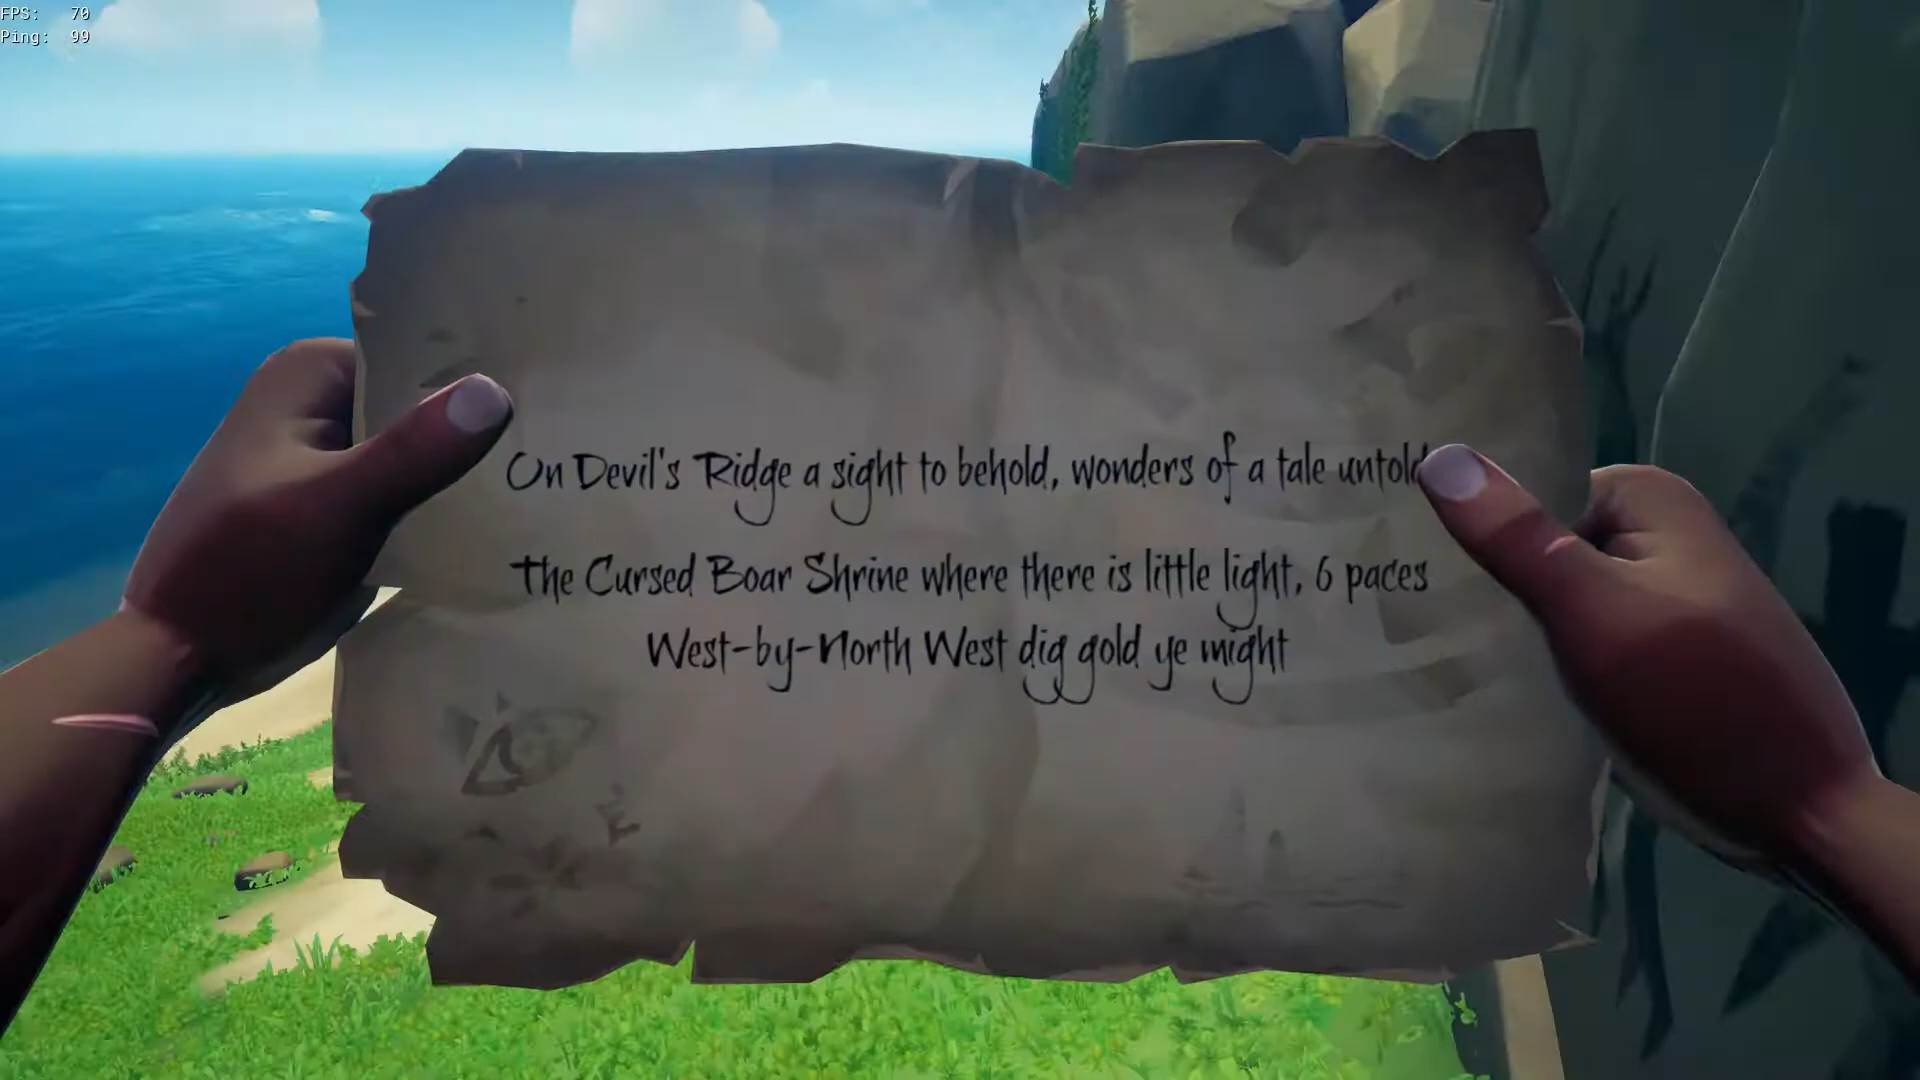 FPS: 70
Ping: 99
On Devil's Ridge a sight to behold, wonders of a tale untold
The Cursed Boar Shrine where there is little light, 6 paces
West-by-North West dig gold ye might